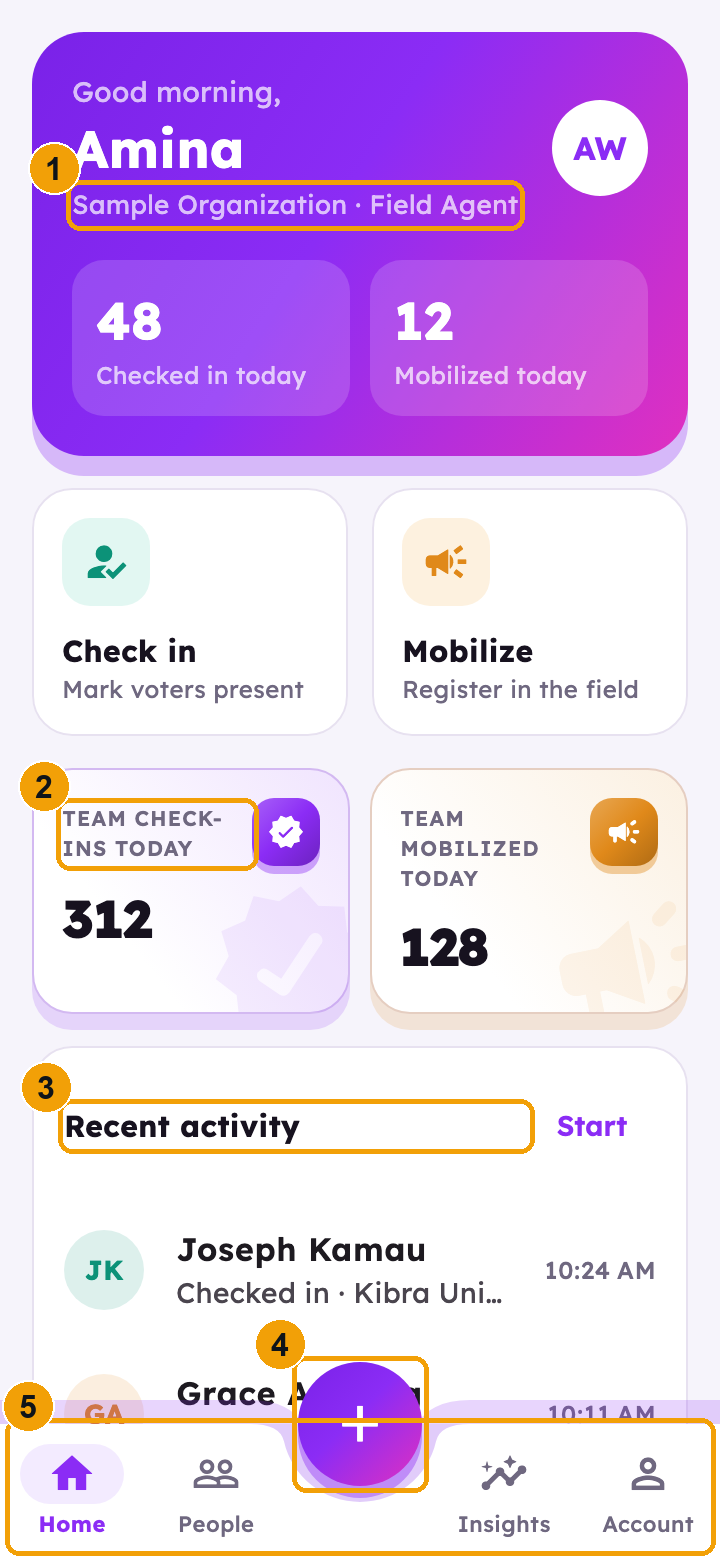 Good morning,
Amina
AW
1
Sample Organization · Field Agent
48
Checked in today
12
Mobilized today
Check in
Mark voters present
Mobilize
Register in the field
2
TEAM CHECK-
INS TODAY
312
TEAM
MOBILIZED
TODAY
128
3
Recent activity
Start
JK
Joseph Kamau
Checked in · Kibra Uni...
10:24 AM
4
GA
Grace
10:11 AM
5
Home
People
Insights
Account